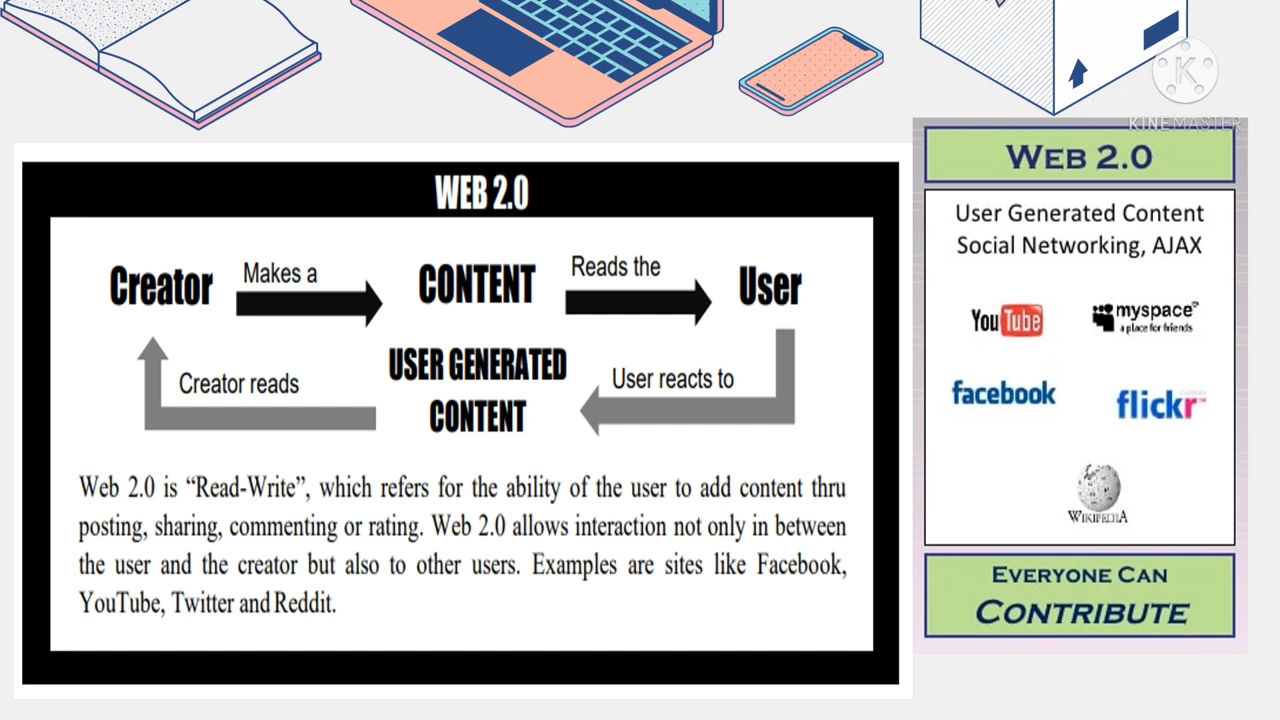 KINEMASTER
WEB 2.0
Creator
Makes a
CONTENT
Reads the
User
USER GENERATED
CONTENT
Creator reads
User reacts to
Web 2.0 is “Read-Write”, which refers for the ability of the user to add content thru
posting, sharing, commenting or rating. Web 2.0 allows interaction not only in between
the user and the creator but also to other users. Examples are sites like Facebook,
YouTube, Twitter and Reddit.
WEB 2.0
User Generated Content
Social Networking, AJAX
YouTube
myspace
a place for friends
facebook
flickr
WIKIPEDIA
EVERYONE CAN
CONTRIBUTE